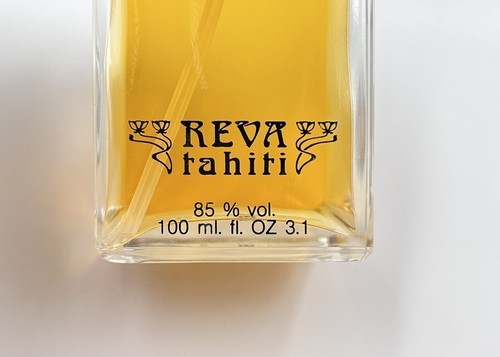 REVA
tahiti
85 % vol.
100 ml. fl. OZ 3.1